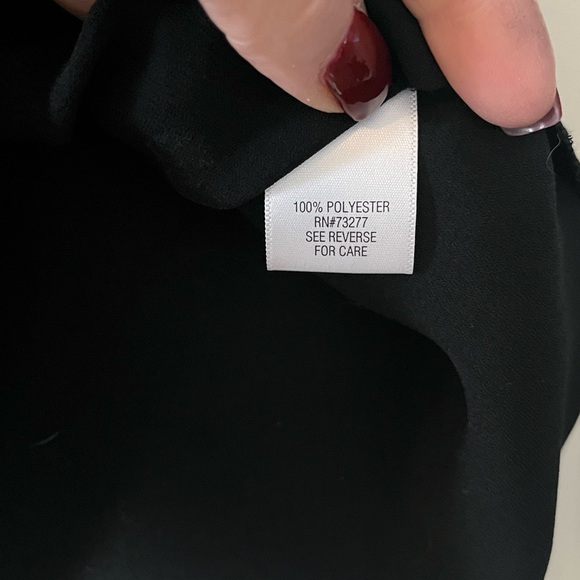 100% POLYESTER
RN#73277
SEE REVERSE
FOR CARE